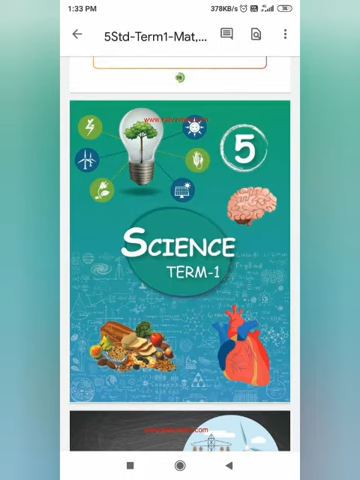 1:33 PM
378KB/s
5Std-Term1-Mat,...
5
SCIENCE
TERM-1